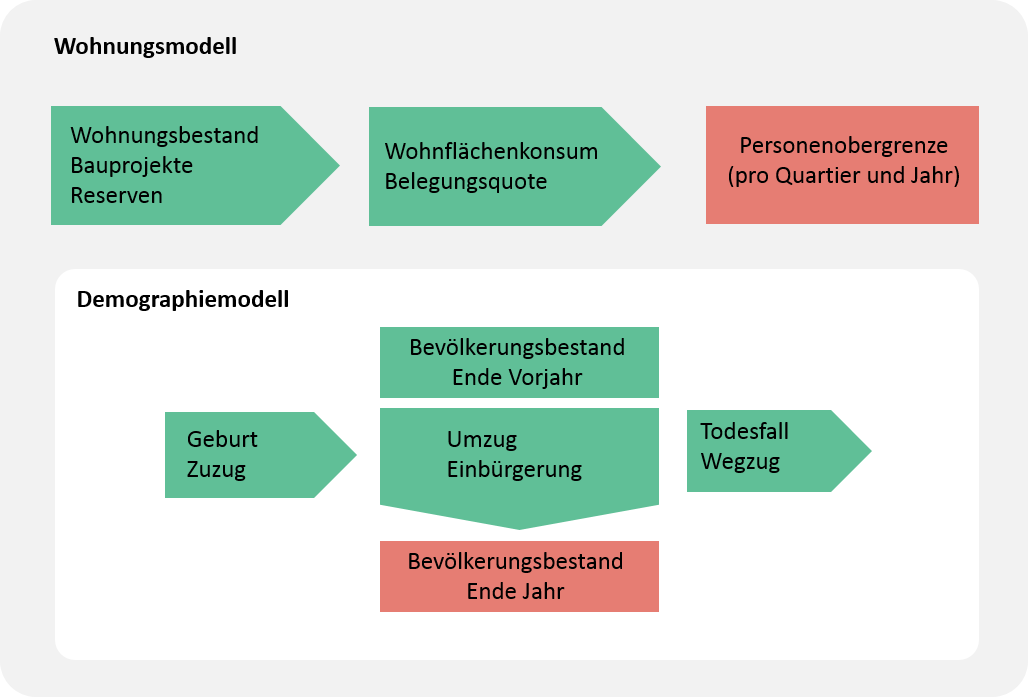 Wohnungsmodell
Wohnungsbestand
Bauprojekte
Reserven
Wohnflächenkonsum
Belegungsquote
Personenobergrenze
(pro Quartier und Jahr)
Demographiemodell
Bevölkerungsbestand
Ende Vorjahr
Geburt
Zuzug
Umzug
Einbürgerung
Todesfall
Wegzug
Bevölkerungsbestand
Ende Jahr